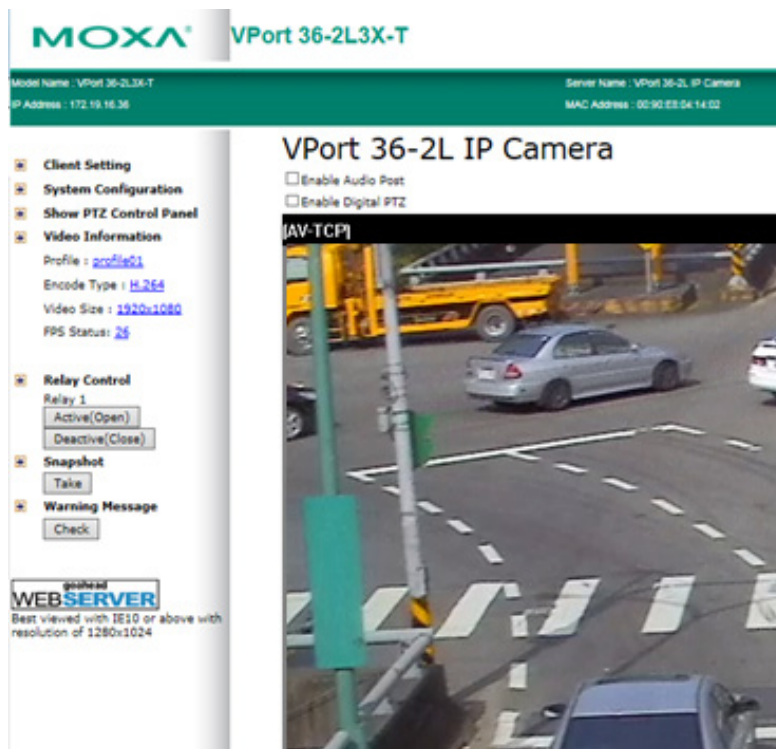 MOXA
VPort 36-2L3X-T
Model Name : VPort 36-2L3X-T
Server Name : VPort 36-2L IP Camera
IP Address : 172.19.16.36
MAC Address : 00:90:E8:04:14:02
Client Setting
System Configuration
Show PTZ Control Panel
Video Information
Profile : profile01
Encode Type : H.264
Video Size : 1920x1080
FPS Status: 26
Relay Control
Relay 1
Active(Open)
Deactive(Close)
Snapshot
Take
Warning Message
Check
goahead
WEBSERVER
Best viewed with IE10 or above with
resolution of 1280x1024
VPort 36-2L IP Camera
Enable Audio Post
Enable Digital PTZ
(AV-TCP)